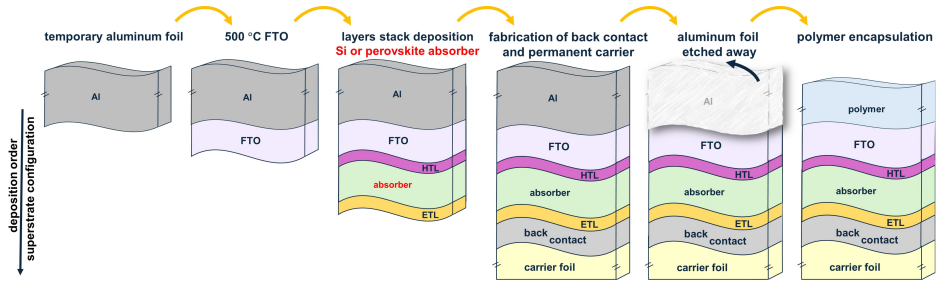 temporary aluminum foil
500 °C FTO
layers stack deposition
Si or perovskite absorber
fabrication of back contact
and permanent carrier
aluminum foil
etched away
polymer encapsulation
deposition order
superstrate configuration
Al
Al
FTO
Al
FTO
HTL
absorber
ETL
Al
FTO
HTL
absorber
ETL
back
contact
carrier foil
Al
FTO
HTL
absorber
ETL
back
contact
carrier foil
polymer
FTO
HTL
absorber
ETL
back
contact
carrier foil